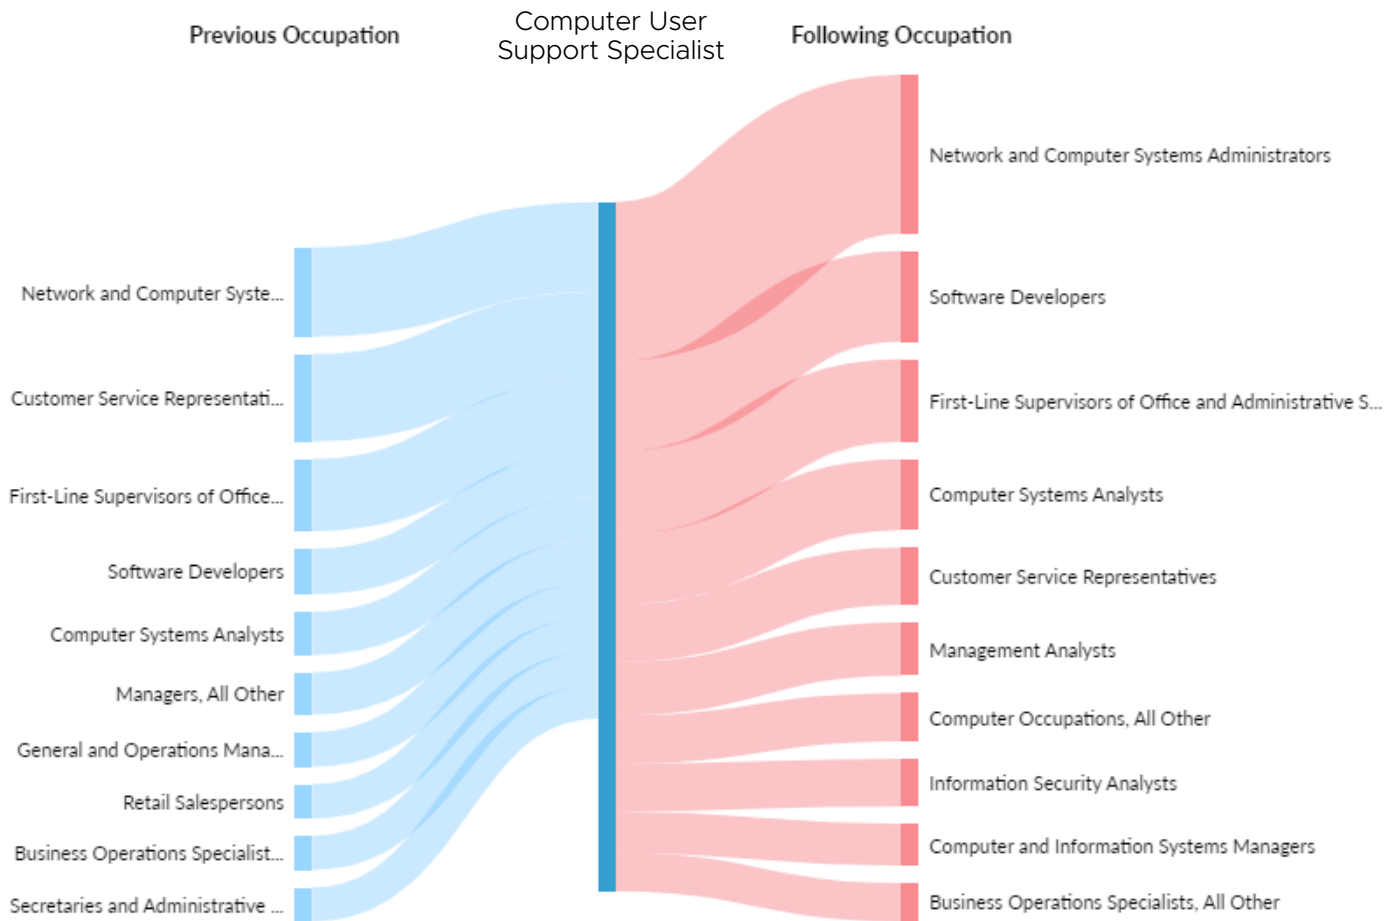 Previous Occupation
Computer User
Support Specialist
Following Occupation
Network and Computer Syste...
Customer Service Representati...
First-Line Supervisors of Office...
Software Developers
Computer Systems Analysts
Managers, All Other
General and Operations Mana...
Retail Salespersons
Business Operations Specialist...
Secretaries and Administrative ...
Network and Computer Systems Administrators
Software Developers
First-Line Supervisors of Office and Administrative S...
Computer Systems Analysts
Customer Service Representatives
Management Analysts
Computer Occupations, All Other
Information Security Analysts
Computer and Information Systems Managers
Business Operations Specialists, All Other